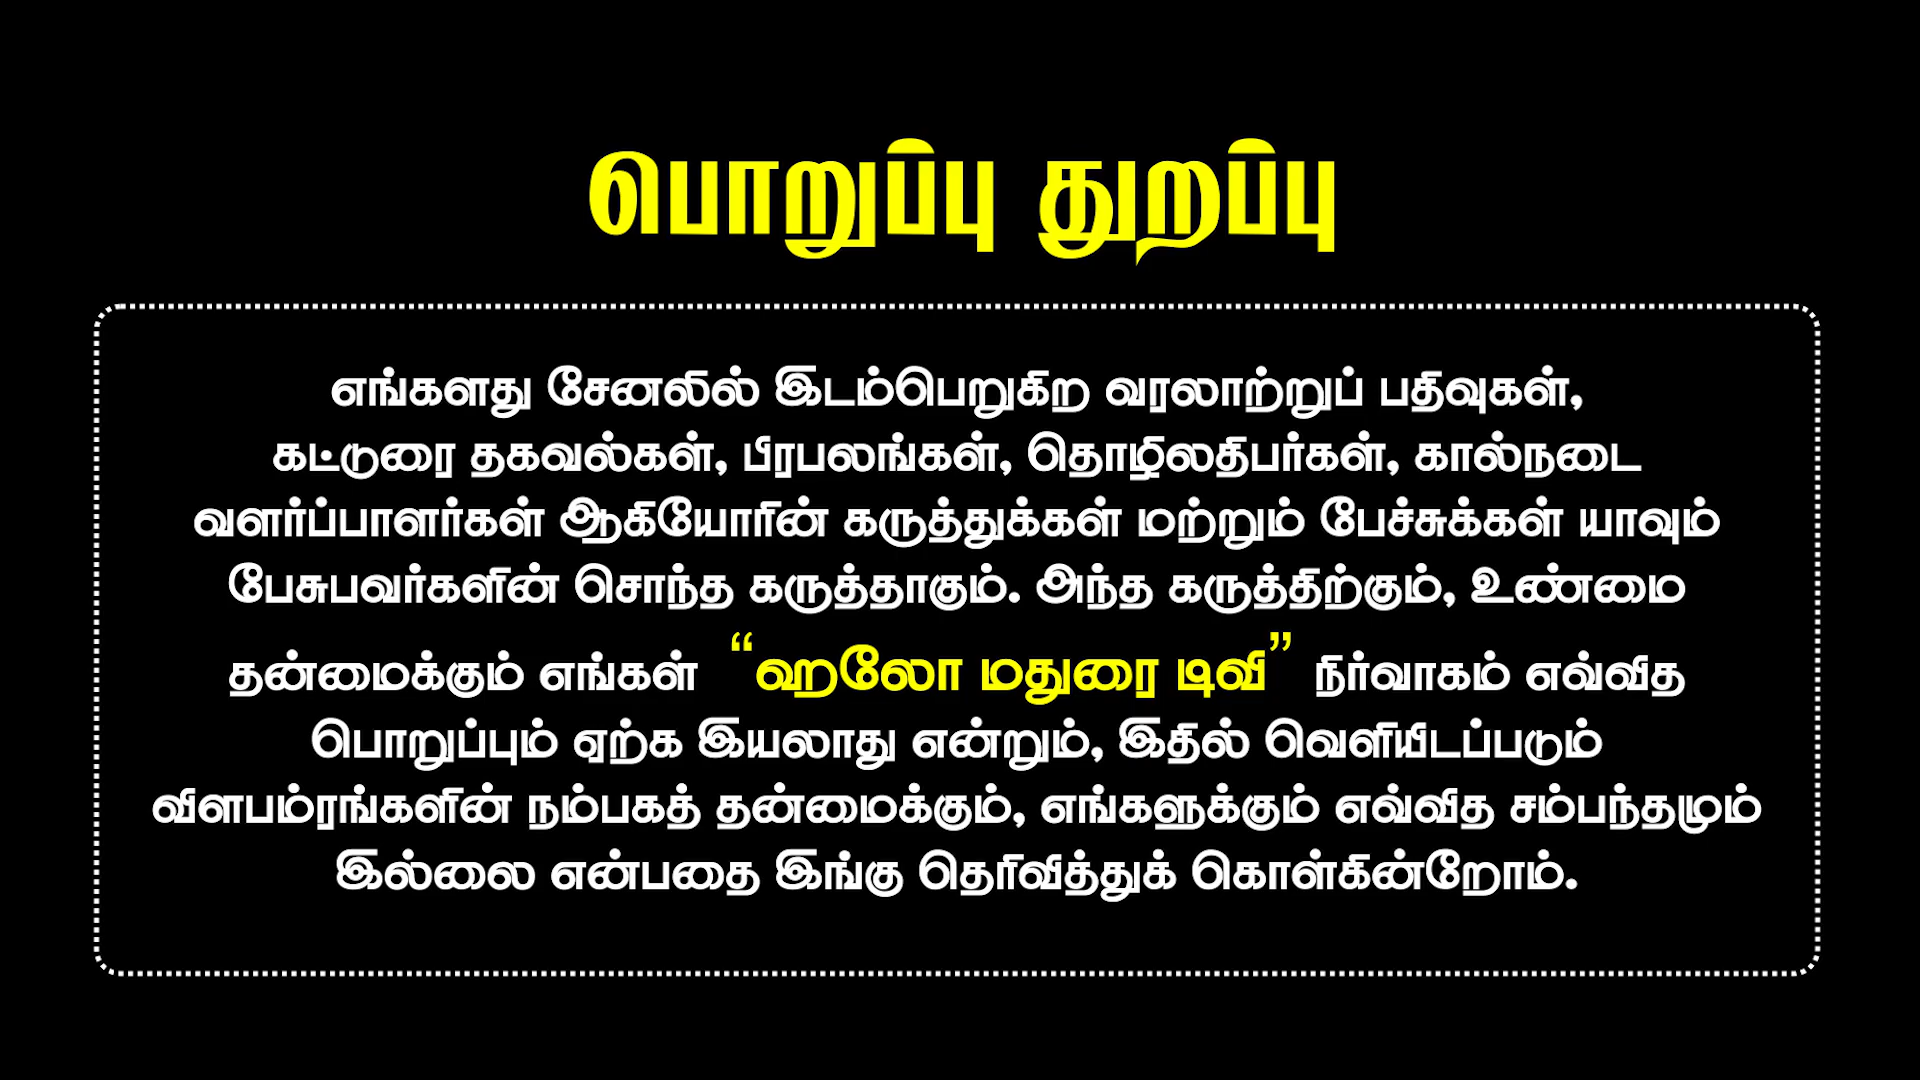 பொறுப்பு துறப்பு
எங்களது சேனலில் இடம்பெறுகிற வரலாற்றுப் பதிவுகள்,
கட்டுரை தகவல்கள், பிரபலங்கள், தொழிலதிபர்கள், கால்நடை
வளர்ப்பாளர்கள் ஆகியோரின் கருத்துக்கள் மற்றும் பேச்சுக்கள் யாவும்
பேசுபவர்களின் சொந்த கருத்தாகும். அந்த கருத்திற்கும், உண்மை
தன்மைக்கும் எங்கள் “ஹலோ மதுரை டிவி” நிர்வாகம் எவ்வித
பொறுப்பும் ஏற்க இயலாது என்றும், இதில் வெளியிடப்படும்
விளபம்ரங்களின் நம்பகத் தன்மைக்கும், எங்களுக்கும் எவ்வித சம்பந்தமும்
இல்லை என்பதை இங்கு தெரிவித்துக் கொள்கின்றோம்.